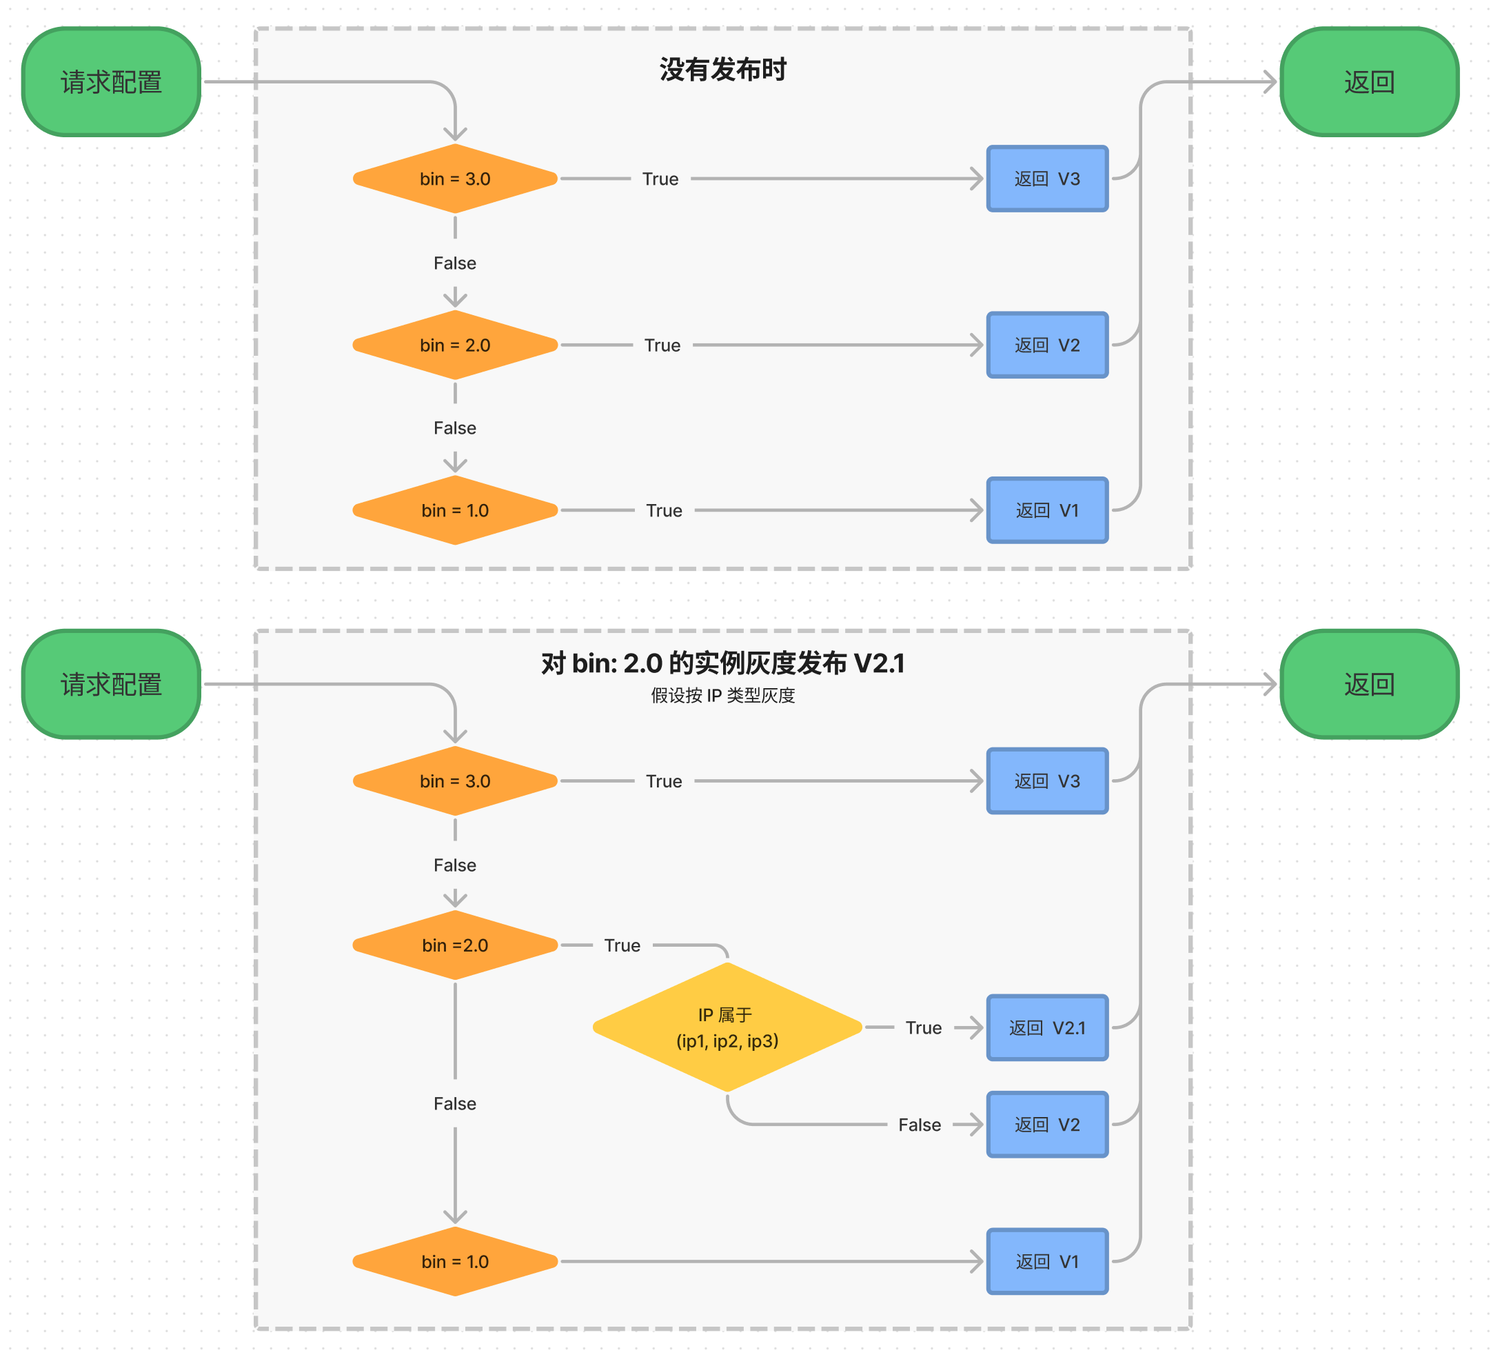 请求配置
没有发布时
返回
bin = 3.0
True
返回 V3
False
bin = 2.0
True
返回 V2
False
bin = 1.0
True
返回 V1
请求配置
对 bin: 2.0 的实例灰度发布 V2.1
假设按 IP 类型灰度
返回
bin = 3.0
True
返回 V3
False
bin =2.0
True
IP 属于
(ip1, ip2, ip3)
True
返回 V2.1
False
False
返回 V2
bin = 1.0
返回 V1